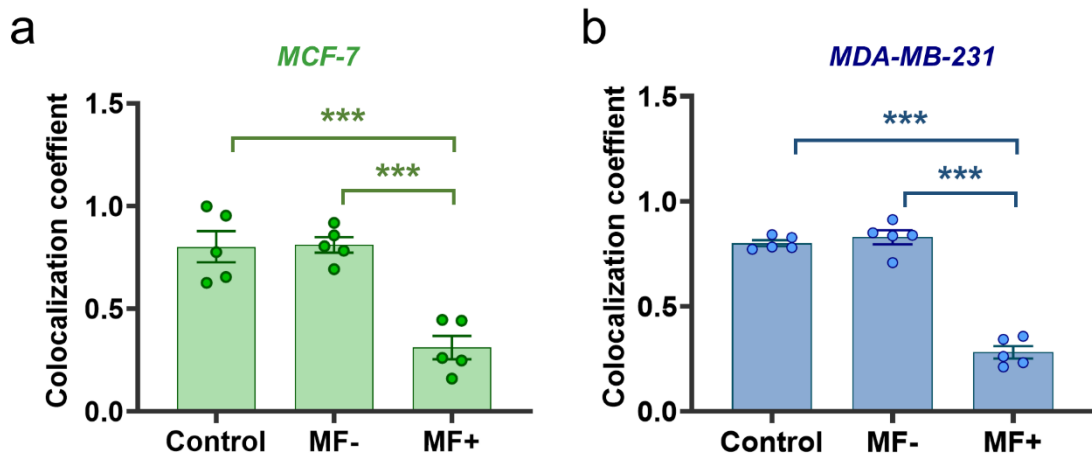 a
MCF-7
Colocalization coeffient
1.5
1.0
0.5
0.0
***
***
Control MF- MF+
b
MDA-MB-231
Colocalization coeffient
1.5
1.0
0.5
0.0
***
***
Control MF- MF+